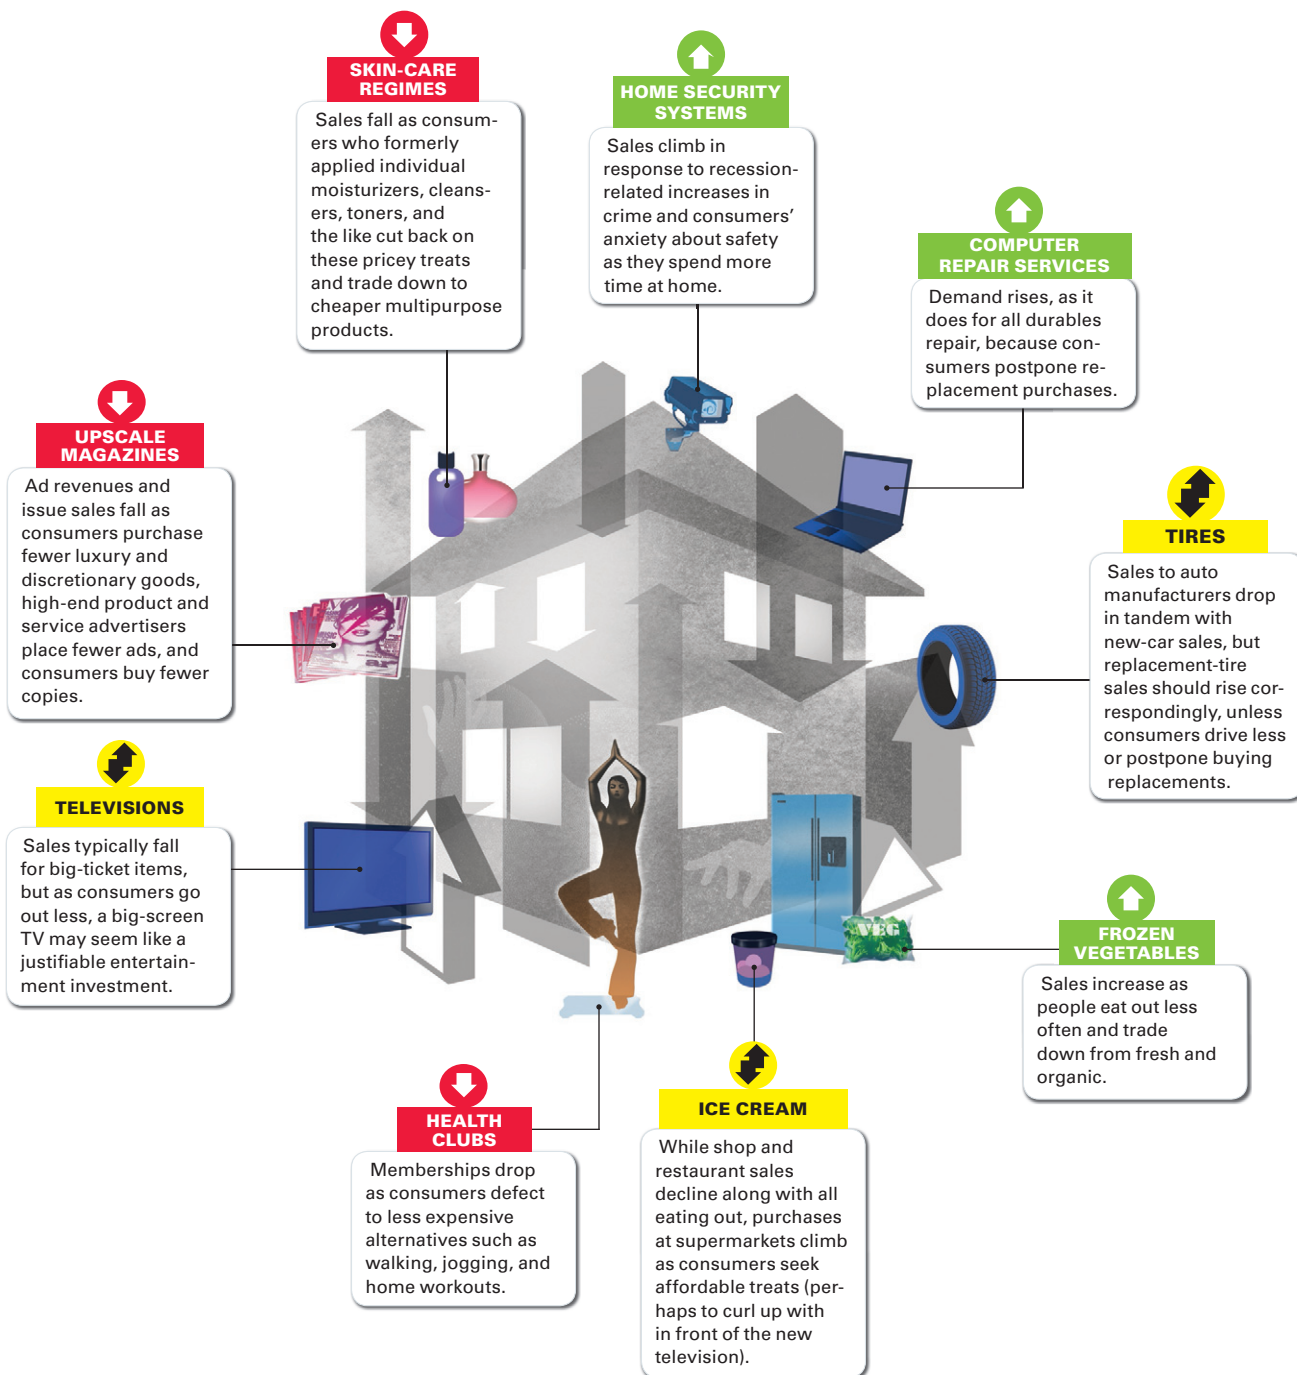 SKIN-CARE
REGIMES
Sales fall as consum-
ers who formerly
applied individual
moisturizers, cleans-
ers, toners, and
the like cut back on
these pricey treats
and trade down to
cheaper multipurpose
products.
HOME SECURITY
SYSTEMS
Sales climb in
response to recession-
related increases in
crime and consumers’
anxiety about safety
as they spend more
time at home.
COMPUTER
REPAIR SERVICES
Demand rises, as it
does for all durables
repair, because con-
sumers postpone re-
placement purchases.
UPSCALE
MAGAZINES
Ad revenues and
issue sales fall as
consumers purchase
fewer luxury and
discretionary goods,
high-end product and
service advertisers
place fewer ads, and
consumers buy fewer
copies.
TIRES
Sales to auto
manufacturers drop
in tandem with
new-car sales, but
replacement-tire
sales should rise cor-
respondingly, unless
consumers drive less
or postpone buying
replacements.
TELEVISIONS
Sales typically fall
for big-ticket items,
but as consumers go
out less, a big-screen
TV may seem like a
justifiable entertain-
ment investment.
VEG
FROZEN
VEGETABLES
Sales increase as
people eat out less
often and trade
down from fresh and
organic.
HEALTH
CLUBS
Memberships drop
as consumers defect
to less expensive
alternatives such as
walking, jogging, and
home workouts.
ICE CREAM
While shop and
restaurant sales
decline along with all
eating out, purchases
at supermarkets climb
as consumers seek
affordable treats (per-
haps to curl up with
in front of the new
television).